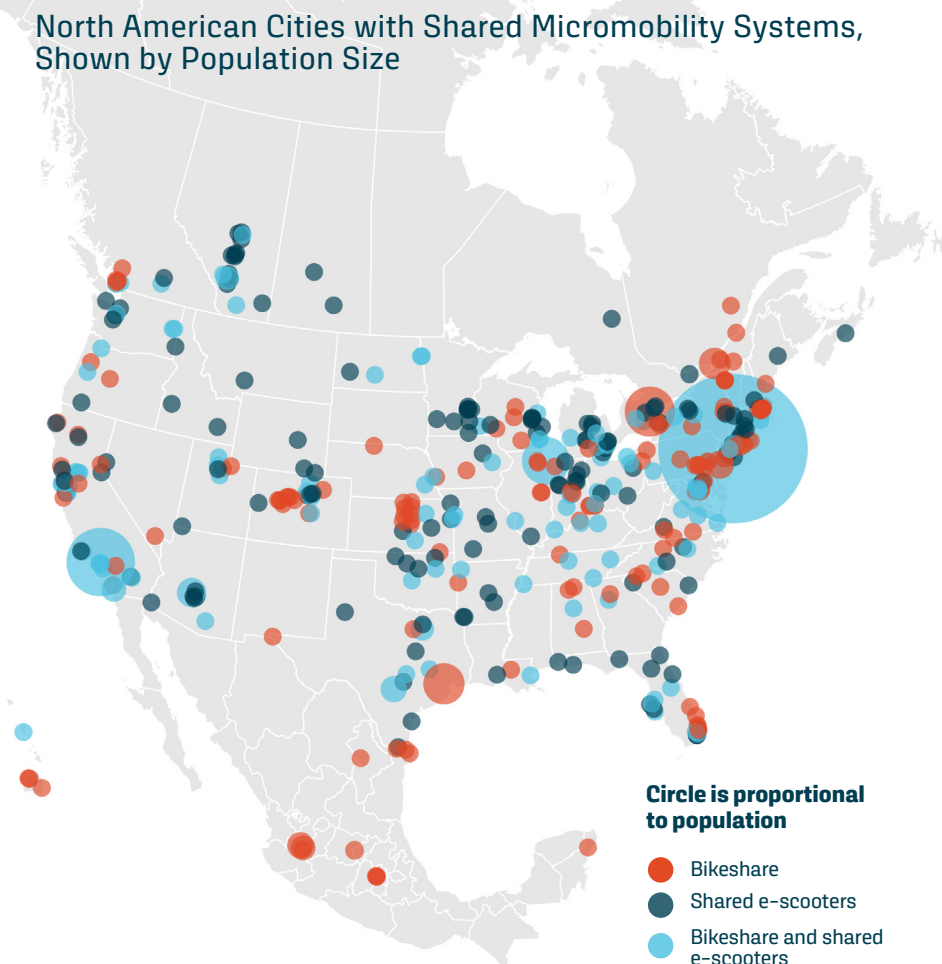 North American Cities with Shared Micromobility Systems,
Shown by Population Size
Circle is proportional
to population
Bikeshare
Shared e-scooters
Bikeshare and shared
e-scooters